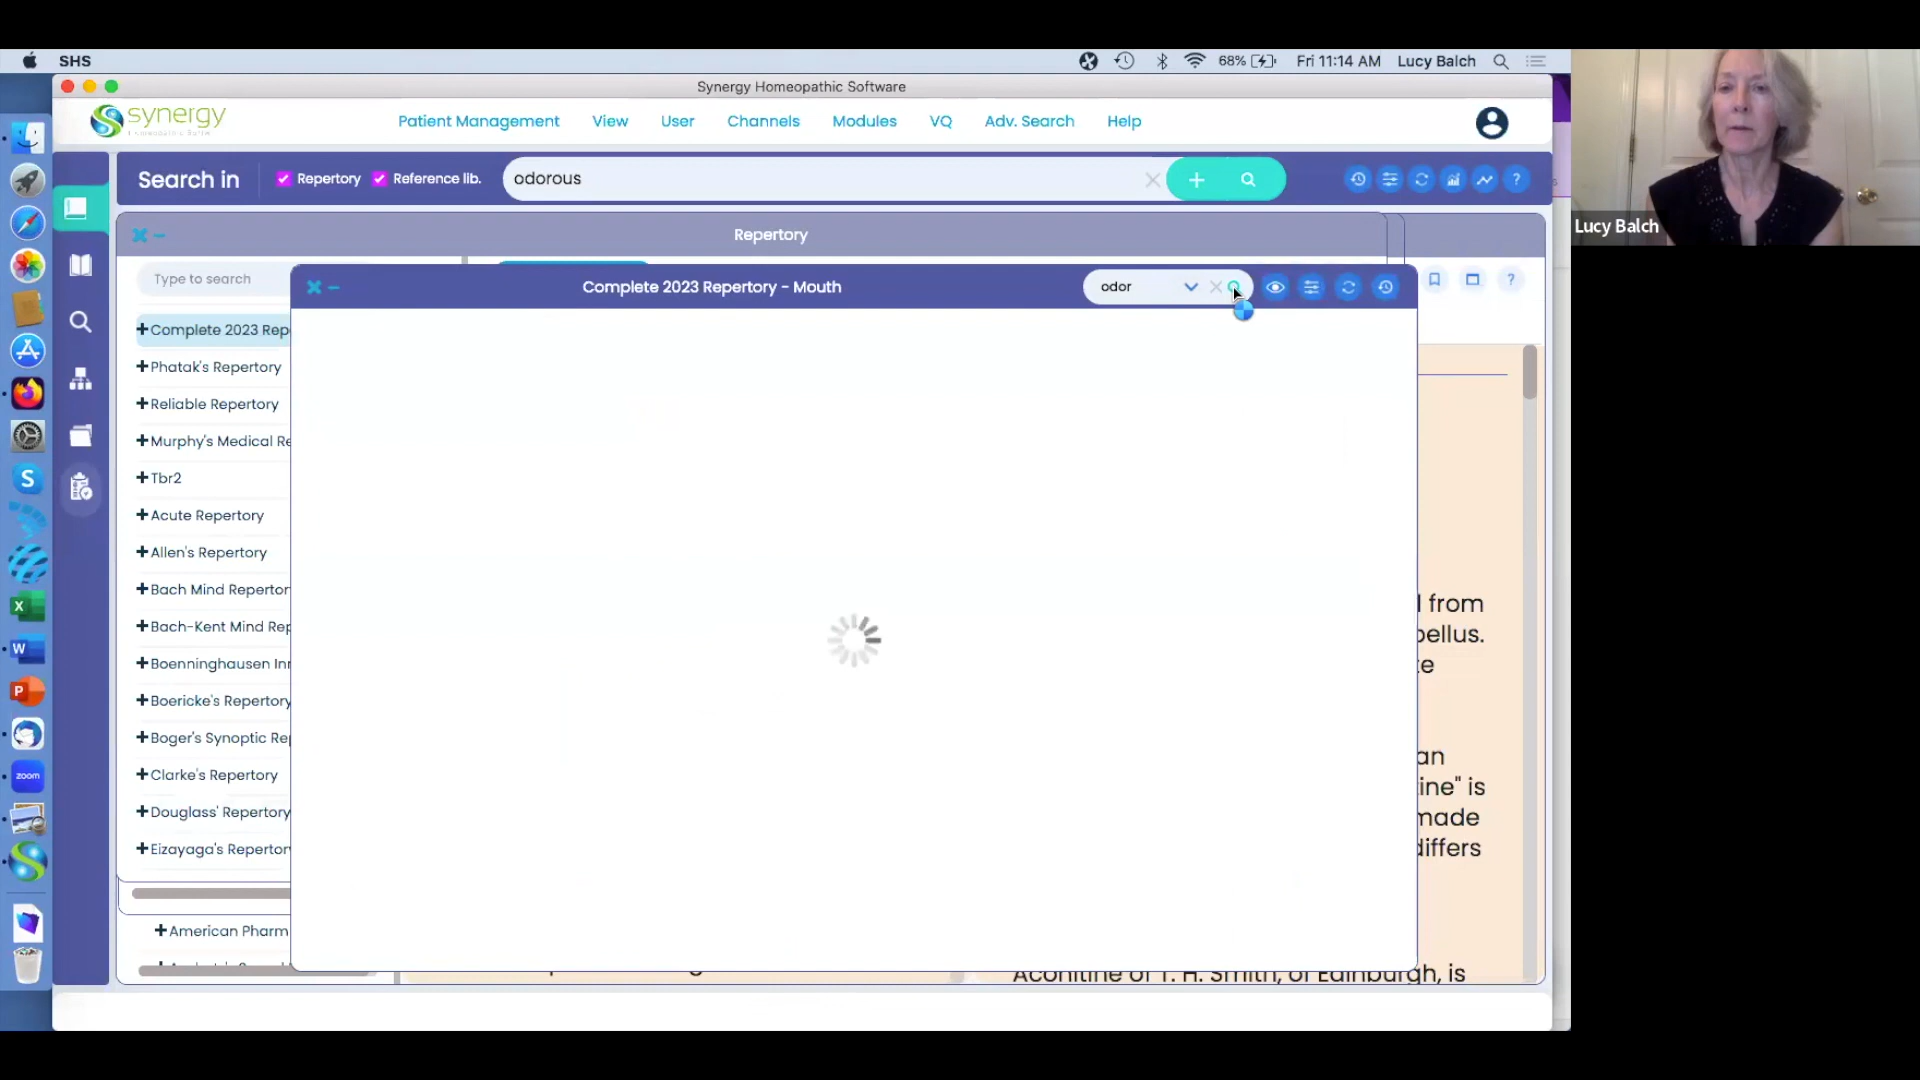 SHS
68%
Fri 11:14 AM
Lucy Balch
Synergy Homeopathic Software
synergy
Patient Management
View
User
Channels
Modules
VQ
Adv. Search
Help
Search in
Repertory
Reference lib.
odorous
?
Lucy Balch
Repertory
Type to search
Complete 2023 Repertory - Mouth
odor
?
+Complete 2023 Rep
+Phatak's Repertory
+Reliable Repertory
+Murphy's Medical Re
+Tbr2
+Acute Repertory
+Allen's Repertory
+Bach Mind Repertor
+Bach-Kent Mind Rep
+Boenninghausen Inr
+Boericke's Repertory
+Boger's Synoptic Re
+Clarke's Repertory
+Douglass' Repertory
+Eizayaga's Repertor
+American Pharm
from
bellus.
an
ine" is
made
differs
Aconitine of T. H. Smith, of Edinburgh, is
S
X
W
P
zoom